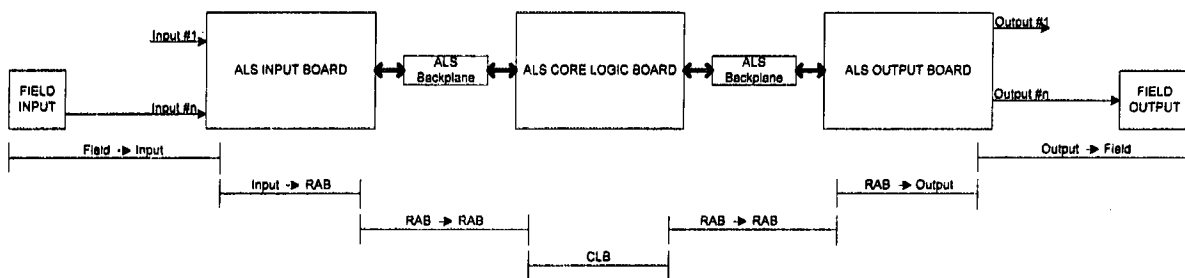 Input #1
Output #1
ALS INPUT BOARD
ALS
Backplane
ALS CORE LOGIC BOARD
ALS
Backplane
ALS OUTPUT BOARD
FIELD
INPUT
Input #n
Output #n
FIELD
OUTPUT
Field → Input
Output → Field
Input → RAB
RAB → Output
RAB → RAB
RAB → RAB
CLB